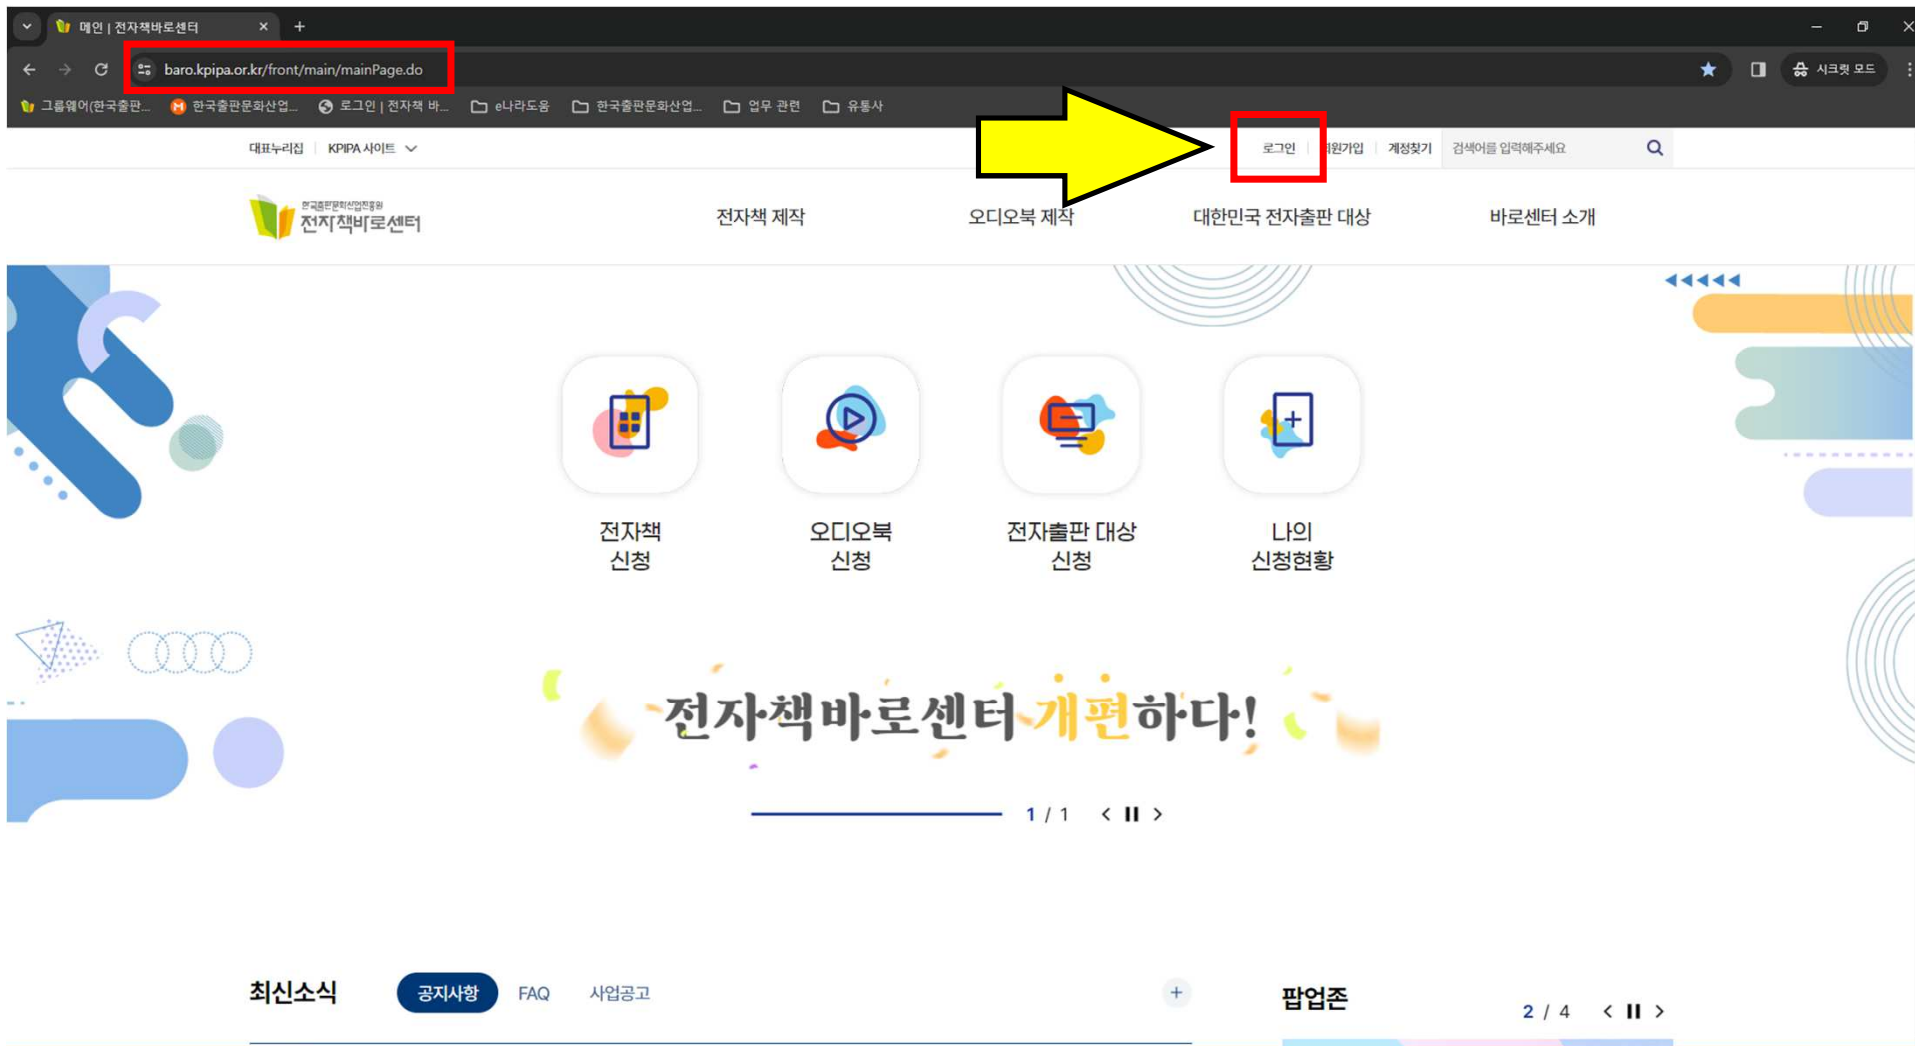 메인 | 전자책바로센터
baro.kpipa.or.kr/front/main/mainPage.do
시크릿 모드
그룹웨어(한국출판... 한국출판문화산업... 로그인 | 전자책 바... e나라도움 한국출판문화산업... 업무 관련 유통사
대표누리집 KPIPA 사이트 로그인 회원가입 계정찾기 검색어를 입력해주세요
한국출판문화산업진흥원
전자책바로센터
전자책 제작 오디오북 제작 대한민국 전자출판 대상 바로센터 소개
전자책
신청
오디오북
신청
전자출판 대상
신청
나의
신청현황
전자책바로센터 개편하다!
1 / 1
최신소식 공지사항 FAQ 사업공고
팝업존 2 / 4